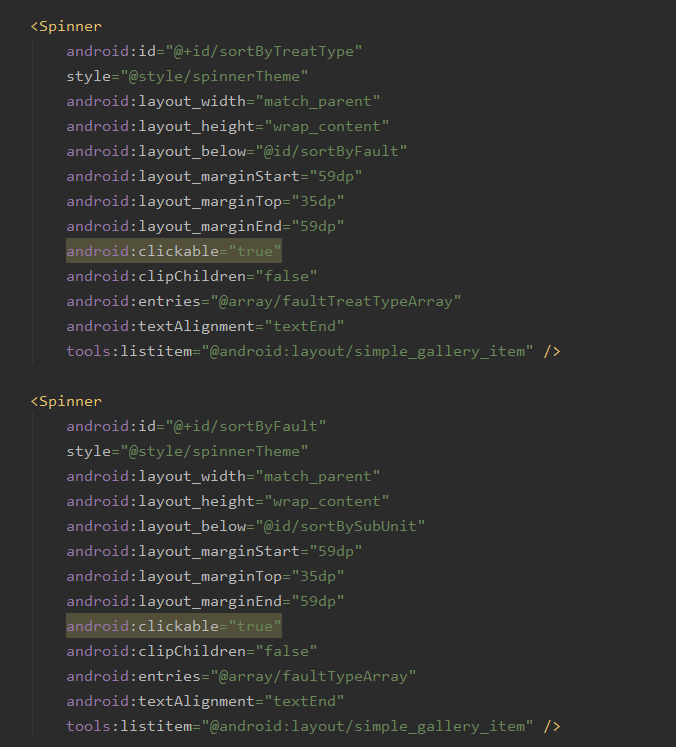 <Spinner
android:id="@+id/sortByTreatType"
style="@style/spinnerTheme"
android:layout_width="match_parent"
android:layout_height="wrap_content"
android:layout_below="@id/sortByFault"
android:layout_marginStart="59dp"
android:layout_marginTop="35dp"
android:layout_marginEnd="59dp"
android:clickable="true"
android:clipChildren="false"
android:entries="@array/faultTreatTypeArray"
android:textAlignment="textEnd"
tools:listitem="@android:layout/simple_gallery_item" />
<Spinner
android:id="@+id/sortByFault"
style="@style/spinnerTheme"
android:layout_width="match_parent"
android:layout_height="wrap_content"
android:layout_below="@id/sortBySubUnit"
android:layout_marginStart="59dp"
android:layout_marginTop="35dp"
android:layout_marginEnd="59dp"
android:clickable="true"
android:clipChildren="false"
android:entries="@array/faultTypeArray"
android:textAlignment="textEnd"
tools:listitem="@android:layout/simple_gallery_item" />